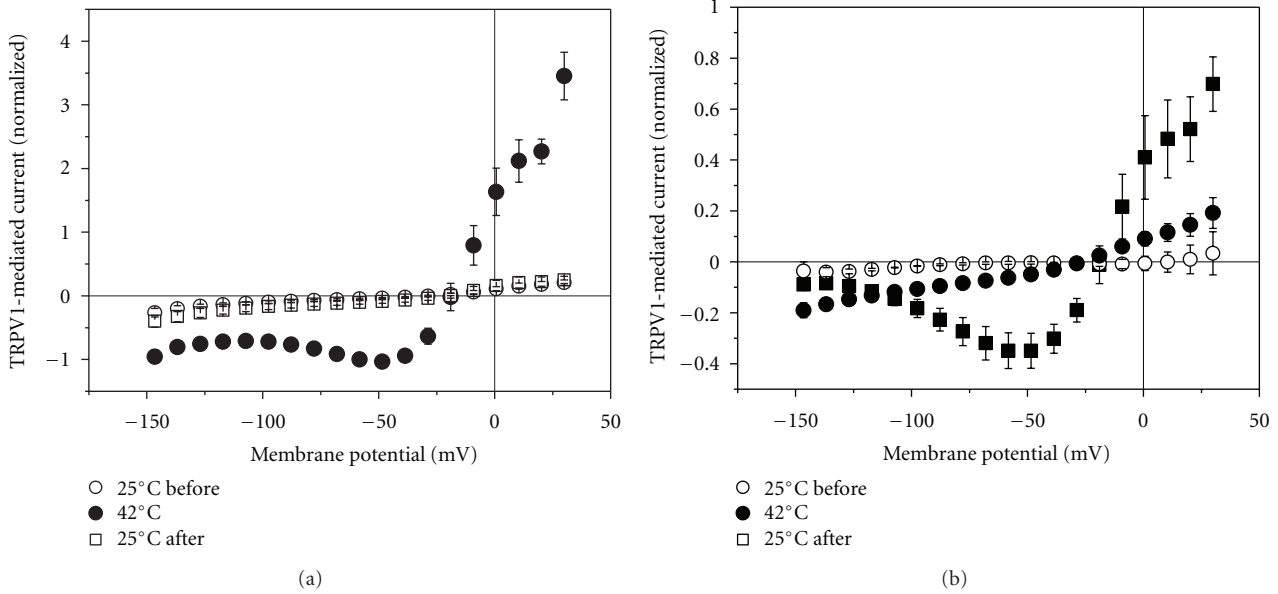 TRPV1-mediated current (normalized)
4
3
2
1
0
−1
−150
−100
−50
0
50
Membrane potential (mV)
25°C before
42°C
25°C after
(a)
TRPV1-mediated current (normalized)
1
0.8
0.6
0.4
0.2
0
−0.2
−0.4
−0.5
−150
−100
−50
0
50
Membrane potential (mV)
25°C before
42°C
25°C after
(b)